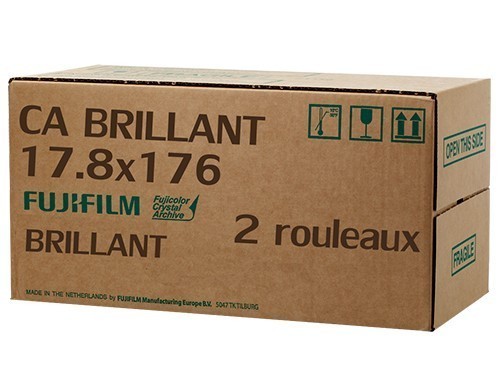 CA BRILLANT
17.8x176
FUJIFILM
Fujicolor
Crystal
Archive
BRILLANT
2 rouleaux
MADE IN THE NETHERLANDS by FUJIFILM Manufacturing Europe B.V. 5047 TK TILBURG
OPEN THIS SIDE
FRAGILE